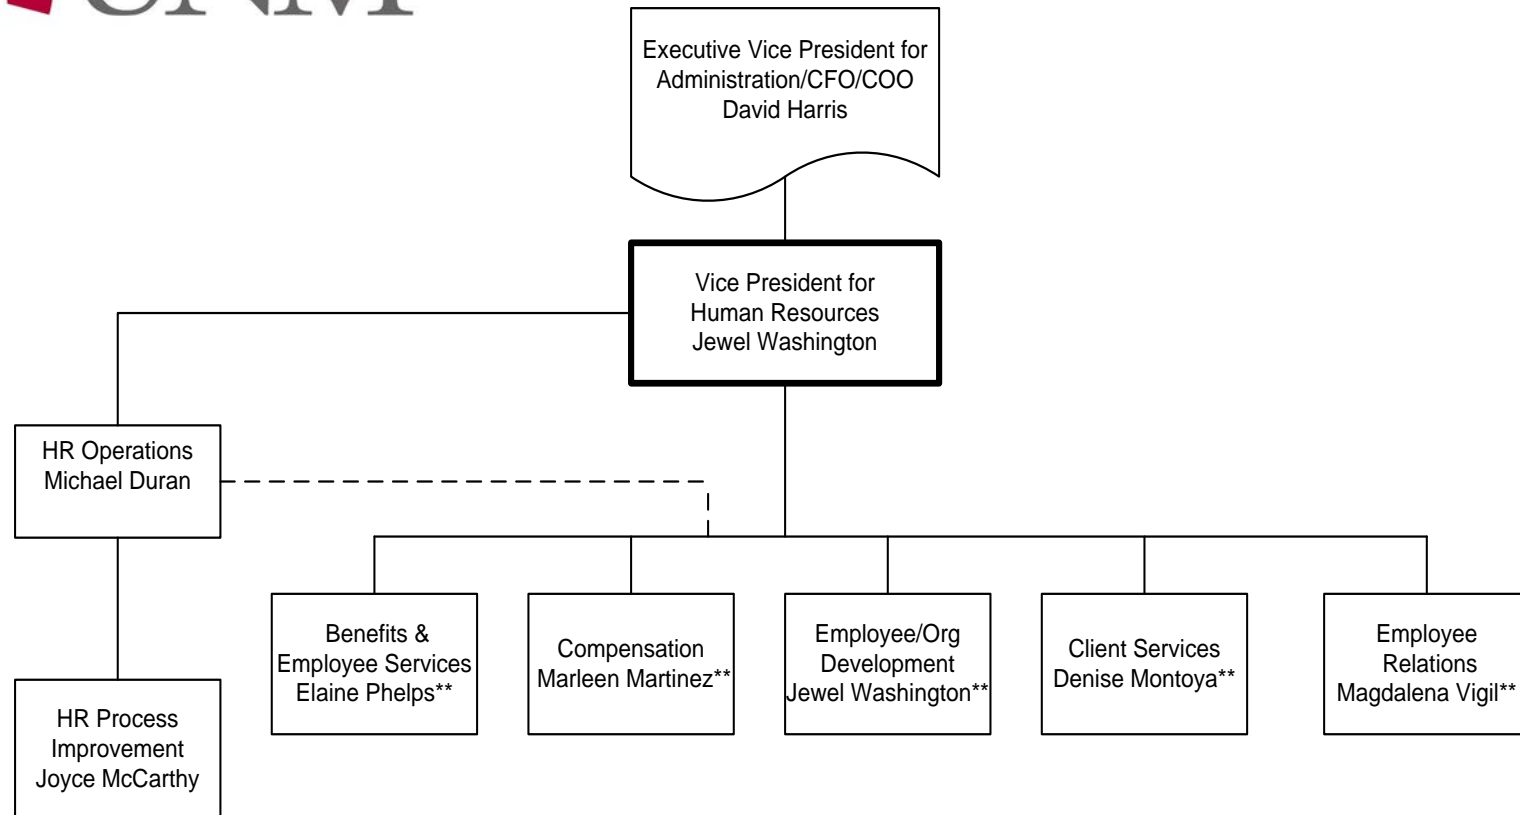 Executive Vice President for
Administration/CFO/COO
David Harris
Vice President for
Human Resources
Jewel Washington
HR Operations
Michael Duran
Benefits &
Employee Services
Elaine Phelps**
Compensation
Marleen Martinez**
Employee/Org
Development
Jewel Washington**
Client Services
Denise Montoya**
Employee
Relations
Magdalena Vigil**
HR Process
Improvement
Joyce McCarthy